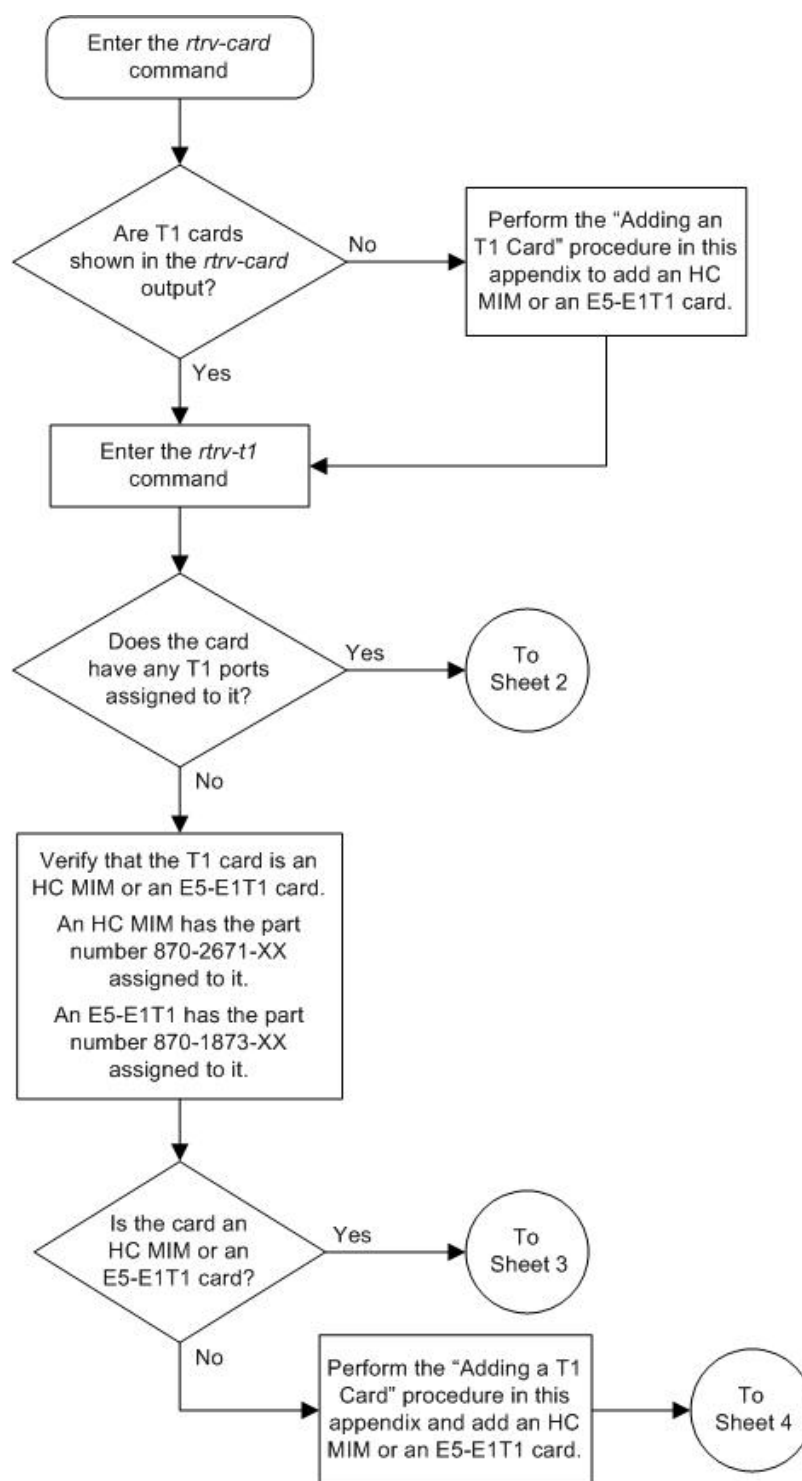 Enter the rtrv-card
command
Are T1 cards
shown in the rtrv-card
output?
No
Perform the “Adding an
T1 Card” procedure in this
appendix to add an HC
MIM or an E5-E1T1 card.
Yes
Enter the rtrv-t1
command
Does the card
have any T1 ports
assigned to it?
Yes
To
Sheet 2
No
Verify that the T1 card is an
HC MIM or an E5-E1T1 card.
An HC MIM has the part
number 870-2671-XX
assigned to it.
An E5-E1T1 has the part
number 870-1873-XX
assigned to it.
Is the card an
HC MIM or an
E5-E1T1 card?
Yes
To
Sheet 3
No
Perform the “Adding a T1
Card” procedure in this
appendix and add an HC
MIM or an E5-E1T1 card.
To
Sheet 4